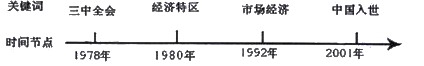 关键词 三中全会 经济特区 市场经济 中国入世
时间节点
1978年 1980年 1992年 2001年